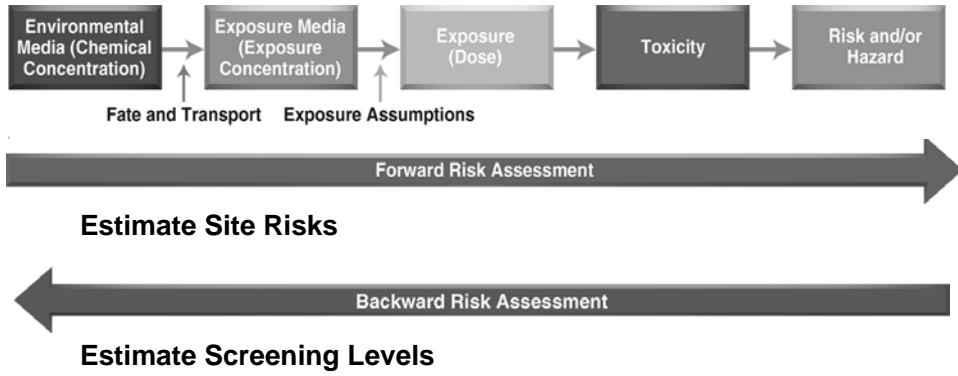 Environmental
Media (Chemical
Concentration)
Exposure Media
(Exposure
Concentration)
Exposure
(Dose)
Toxicity
Risk and/or
Hazard
Fate and Transport
Exposure Assumptions
Forward Risk Assessment
Estimate Site Risks
Backward Risk Assessment
Estimate Screening Levels